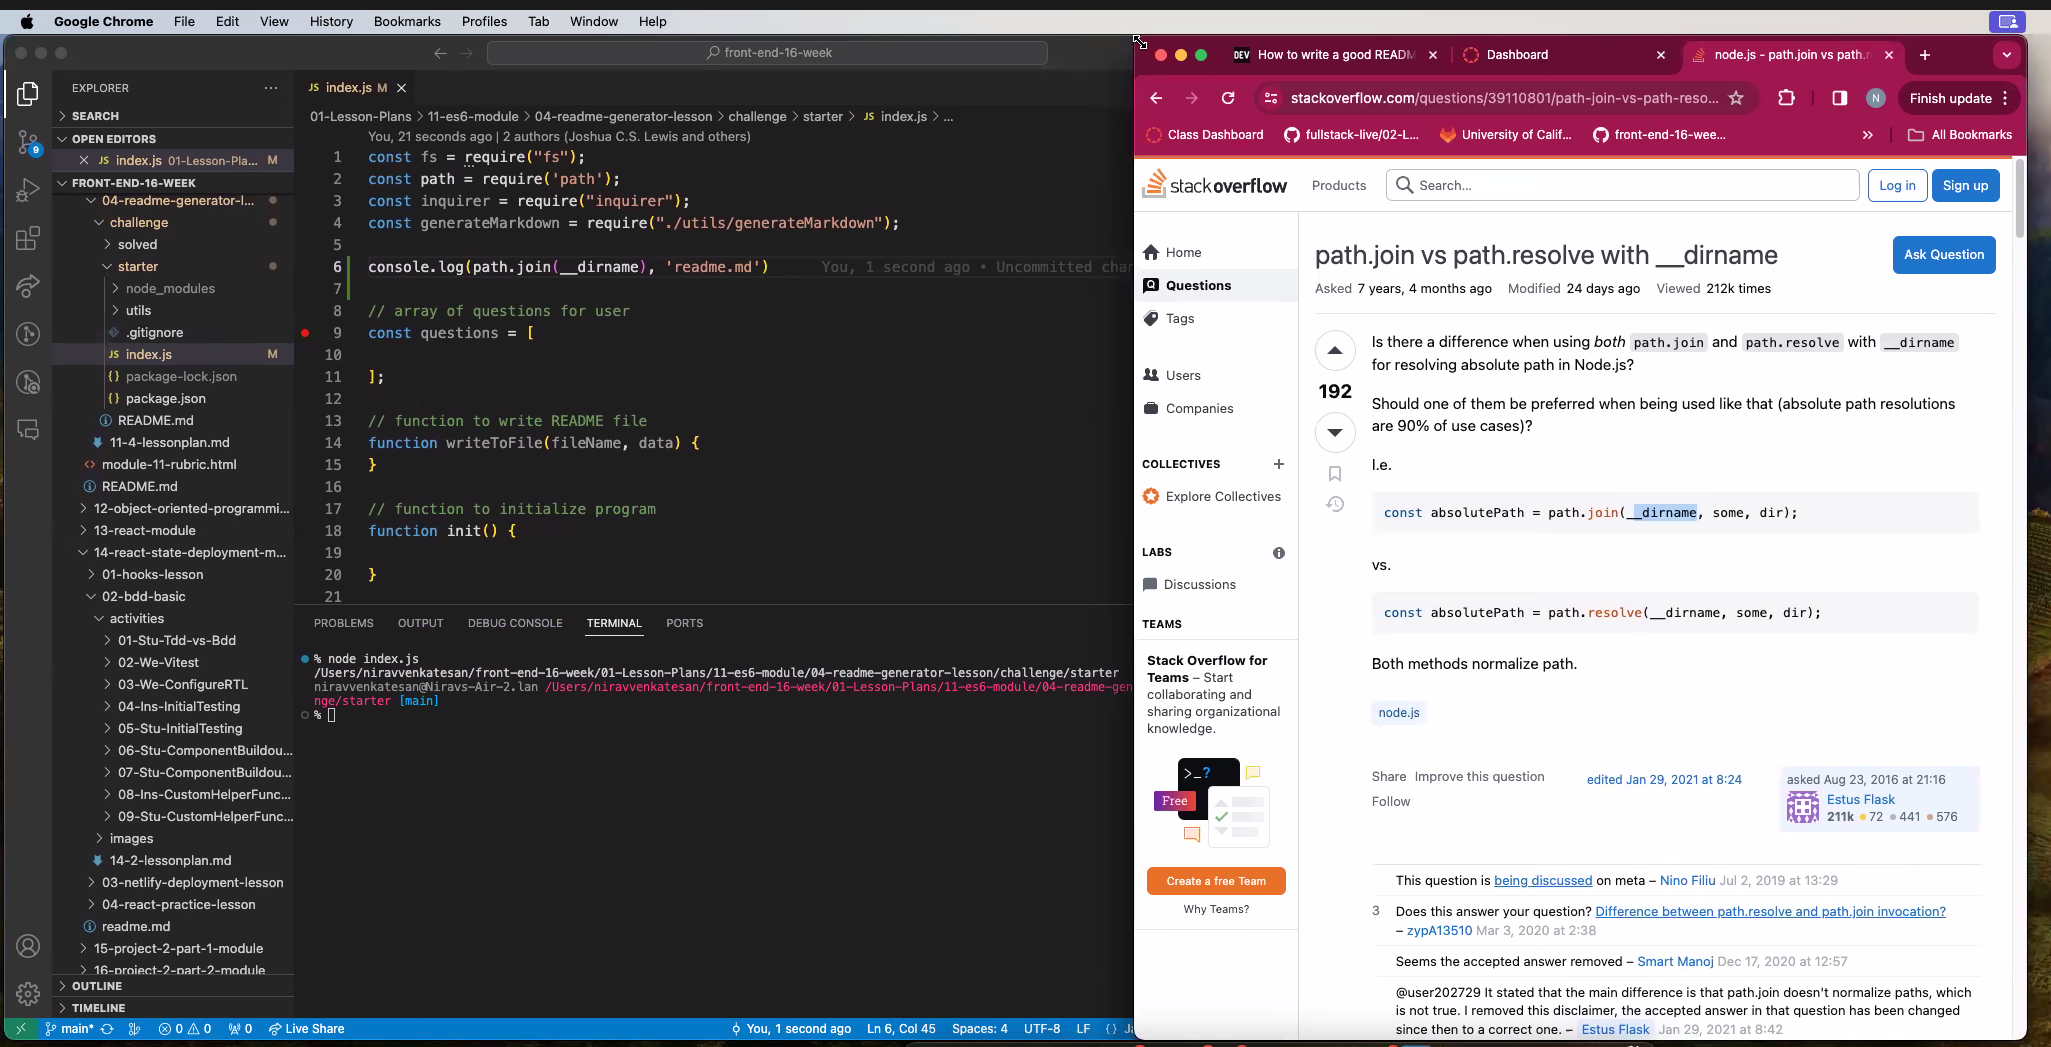 Google Chrome File Edit View History Bookmarks Profiles Tab Window Help
front-end-16-week
EXPLORER
SEARCH
OPEN EDITORS
index.js 01-Lesson-Pla... M
FRONT-END-16-WEEK
04-readme-generator-l...
challenge
solved
starter
node_modules
utils
.gitignore
index.js M
package-lock.json
package.json
README.md
11-4-lessonplan.md
module-11-rubric.html
README.md
12-object-oriented-programmi...
13-react-module
14-react-state-deployment-m...
01-hooks-lesson
02-bdd-basic
activities
01-Stu-Tdd-vs-Bdd
02-We-Vitest
03-We-ConfigureRTL
04-Ins-InitialTesting
05-Stu-InitialTesting
06-Stu-ComponentBuildou...
07-Stu-ComponentBuildou...
08-Ins-CustomHelperFunc...
09-Stu-CustomHelperFunc...
images
14-2-lessonplan.md
03-netlify-deployment-lesson
04-react-practice-lesson
readme.md
15-project-2-part-1-module
16-project-2-part-2-module
OUTLINE
TIMELINE
9
JS index.js M
01-Lesson-Plans > 11-es6-module > 04-readme-generator-lesson > challenge > starter > JS index.js > ...
You, 21 seconds ago | 2 authors (Joshua C.S. Lewis and others)
1 const fs = require("fs");
2 const path = require('path');
3 const inquirer = require("inquirer");
4 const generateMarkdown = require("./utils/generateMarkdown");
5
6 console.log(path.join(__dirname), 'readme.md') You, 1 second ago • Uncommitted chan
7
8 // array of questions for user
9 const questions = [
10
11 ];
12
13 // function to write README file
14 function writeToFile(fileName, data) {
15 }
16
17 // function to initialize program
18 function init() {
19
20 }
21
PROBLEMS OUTPUT DEBUG CONSOLE TERMINAL PORTS
% node index.js
/Users/niravvenkatesan/front-end-16-week/01-Lesson-Plans/11-es6-module/04-readme-generator-lesson/challenge/starter
niravvenkatesan@Niravs-Air-2.lan /Users/niravvenkatesan/front-end-16-week/01-Lesson-Plans/11-es6-module/04-readme-gen
nge/starter [main]
%
main* 0 0 0 Live Share You, 1 second ago Ln 6, Col 45 Spaces: 4 UTF-8 LF {} Ja
DEV How to write a good READM Dashboard node.js - path.join vs path.r
stackoverflow.com/questions/39110801/path-join-vs-path-reso... N Finish update
Class Dashboard fullstack-live/02-L... University of Calif... front-end-16-wee... » All Bookmarks
stackoverflow Products Search... Log in Sign up
Home
Questions
Tags
Users
Companies
COLLECTIVES +
Explore Collectives
LABS
Discussions
TEAMS
Stack Overflow for
Teams – Start
collaborating and
sharing organizational
knowledge.
>_?
Free
Create a free Team
Why Teams?
path.join vs path.resolve with __dirname
Ask Question
Asked 7 years, 4 months ago Modified 24 days ago Viewed 212k times
192
Is there a difference when using both path.join and path.resolve with __dirname
for resolving absolute path in Node.js?
Should one of them be preferred when being used like that (absolute path resolutions
are 90% of use cases)?
I.e.
const absolutePath = path.join(__dirname, some, dir);
vs.
const absolutePath = path.resolve(__dirname, some, dir);
Both methods normalize path.
node.js
Share Improve this question
Follow
edited Jan 29, 2021 at 8:24
asked Aug 23, 2016 at 21:16
Estus Flask
211k 72 441 576
This question is being discussed on meta – Nino Filiu Jul 2, 2019 at 13:29
3 Does this answer your question? Difference between path.resolve and path.join invocation?
– zypA13510 Mar 3, 2020 at 2:38
Seems the accepted answer removed – Smart Manoj Dec 17, 2020 at 12:57
@user202729 It stated that the main difference is that path.join doesn't normalize paths, which
is not true. I removed this disclaimer, the accepted answer in that question has been changed
since then to a correct one. – Estus Flask Jan 29, 2021 at 8:42